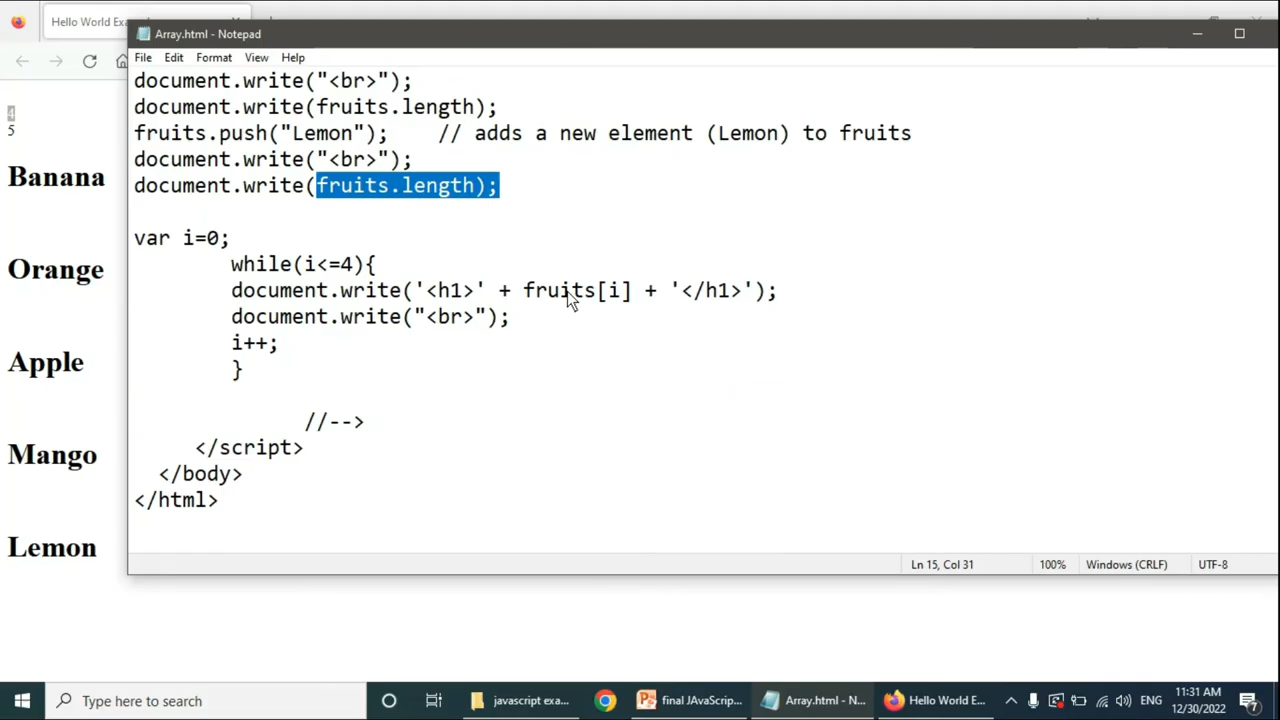 Hello World Exa
Array.html - Notepad
File Edit Format View Help
document.write("<br>");
document.write(fruits.length);
fruits.push("Lemon");    // adds a new element (Lemon) to fruits
document.write("<br>");
document.write(fruits.length);
var i=0;
while(i<=4){
document.write('<h1>' + fruits[i] + '</h1>');
document.write("<br>");
i++;
}
//-->
</script>
</body>
</html>
Ln 15, Col 31
100%
Windows (CRLF)
UTF-8
4
5
Banana
Orange
Apple
Mango
Lemon
Type here to search
javascript exa...
final JAvaScrip...
Array.html - N...
Hello World E...
ENG
11:31 AM
12/30/2022
7